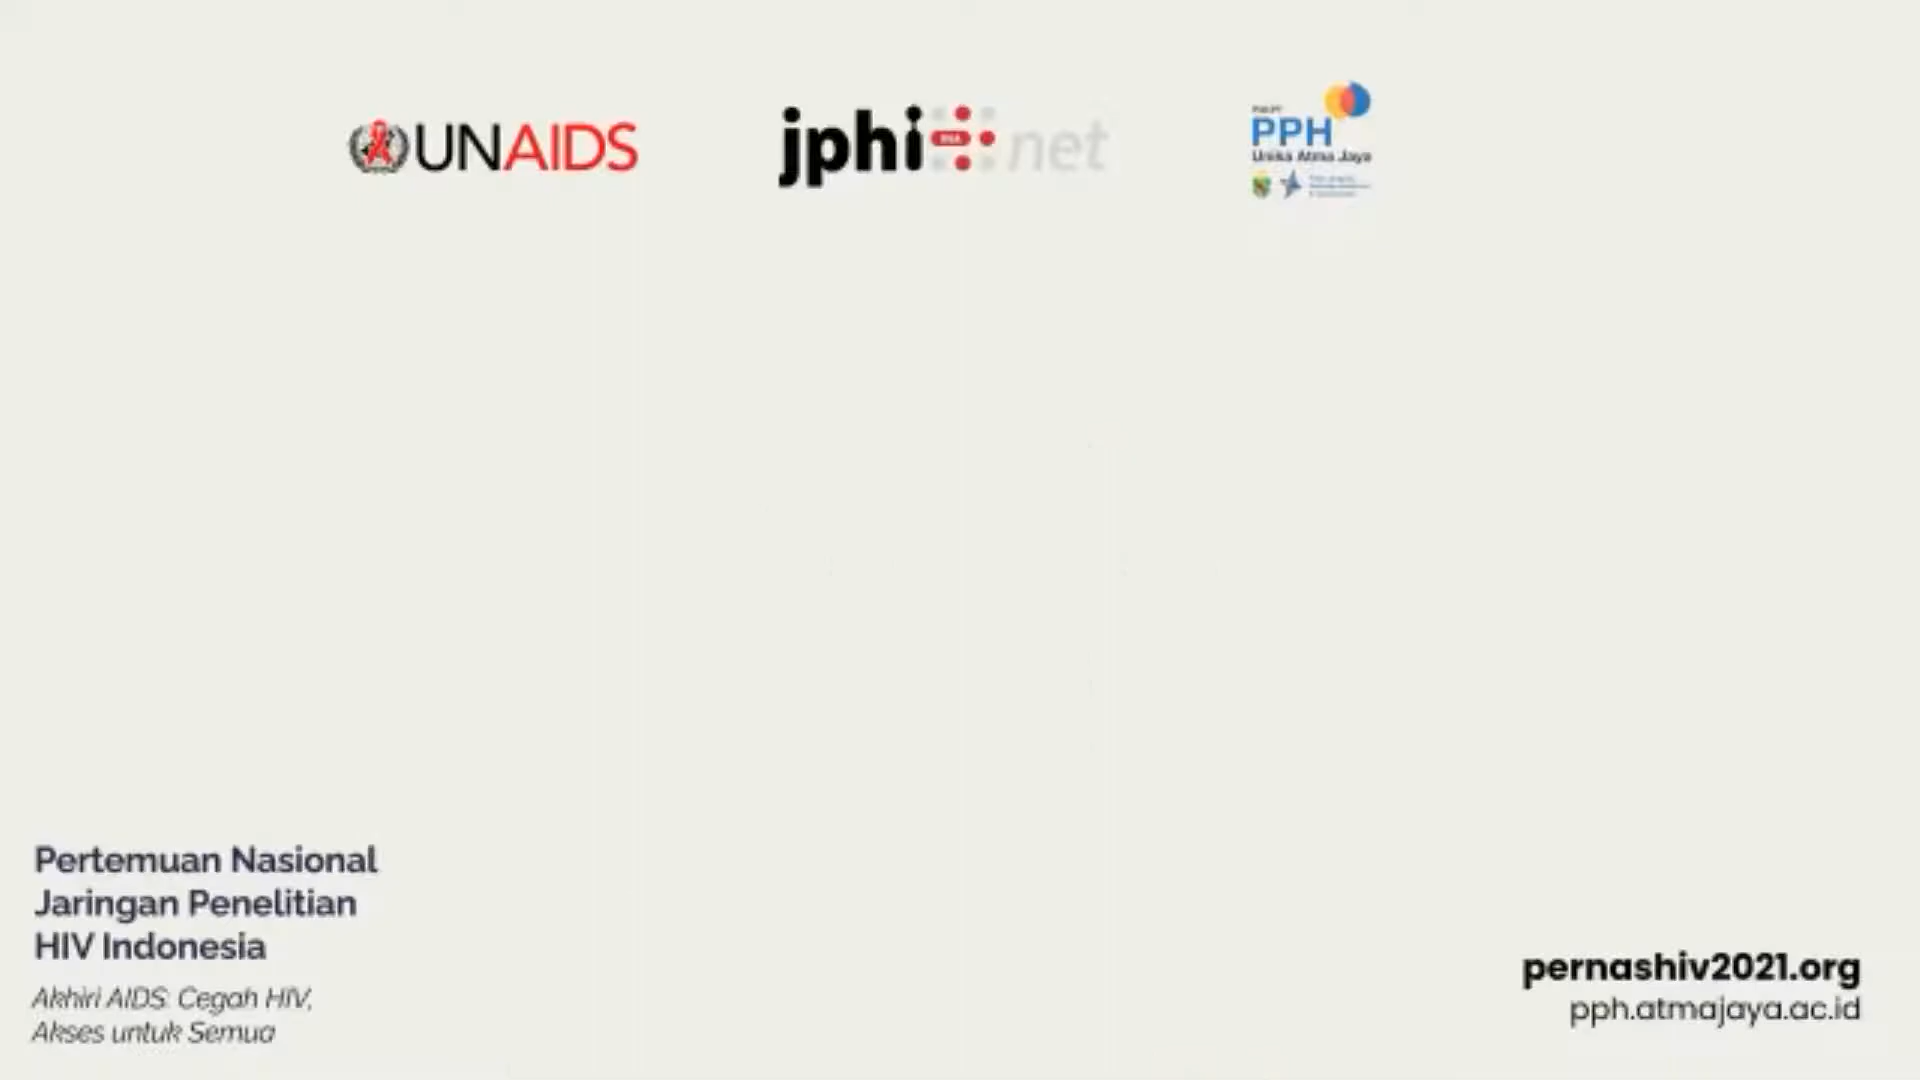 UNAIDS
jphi net
PPH
Unika Atma Jaya
Pertemuan Nasional
Jaringan Penelitian
HIV Indonesia
Akhiri AIDS: Cegah HIV,
Akses untuk Semua
pernashiv2021.org
pph.atmajaya.ac.id